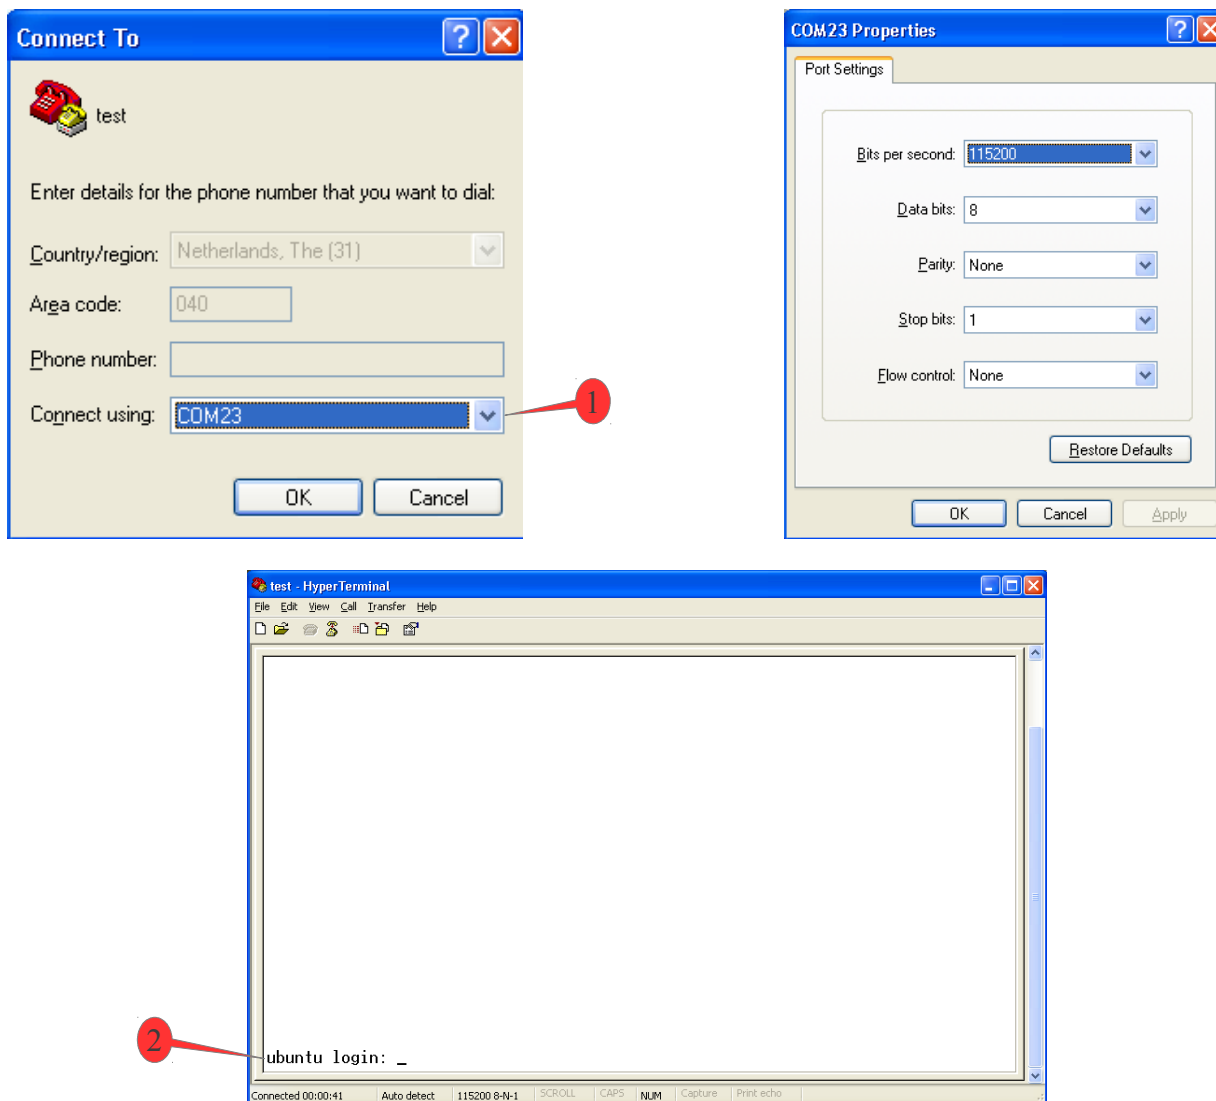 Connect To
test
Enter details for the phone number that you want to dial:
Country/region: Netherlands, The (31)
Area code: 040
Phone number:
Connect using: COM23
1
OK Cancel
COM23 Properties
Port Settings
Bits per second: 115200
Data bits: 8
Parity: None
Stop bits: 1
Flow control: None
Restore Defaults
OK Cancel Apply
test - HyperTerminal
File Edit View Call Transfer Help
2
ubuntu login: _
Connected 00:00:41 Auto detect 115200 8-N-1 SCROLL CAPS NUM Capture Print echo